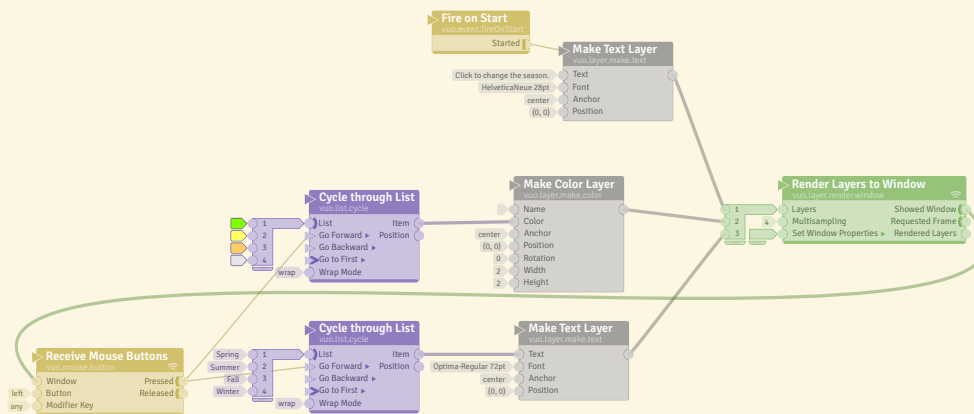 Fire on Start
vuo.event.fireOnStart
Started
Make Text Layer
vuo.layer.make.text
Click to change the season.
Text
HelveticaNeue 28pt
Font
center
Anchor
(0, 0)
Position
Cycle through List
vuo.list.cycle
1
List
Item
2
Go Forward ▸
Position
3
Go Backward ▸
4
Go to First ▸
wrap
Wrap Mode
Make Color Layer
vuo.layer.make.color
Name
Color
center
Anchor
(0, 0)
Position
0
Rotation
2
Width
2
Height
Render Layers to Window
vuo.layer.render.window
1
Layers
Showed Window
2
4
Multisampling
Requested Frame
3
Set Window Properties ▸
Rendered Layers
Receive Mouse Buttons
vuo.mouse.button
Window
Pressed
left
Button
Released
any
Modifier Key
Cycle through List
vuo.list.cycle
Spring
1
List
Item
Summer
2
Go Forward ▸
Position
Fall
3
Go Backward ▸
Winter
4
Go to First ▸
wrap
Wrap Mode
Make Text Layer
vuo.layer.make.text
Text
Optima-Regular 72pt
Font
center
Anchor
(0, 0)
Position